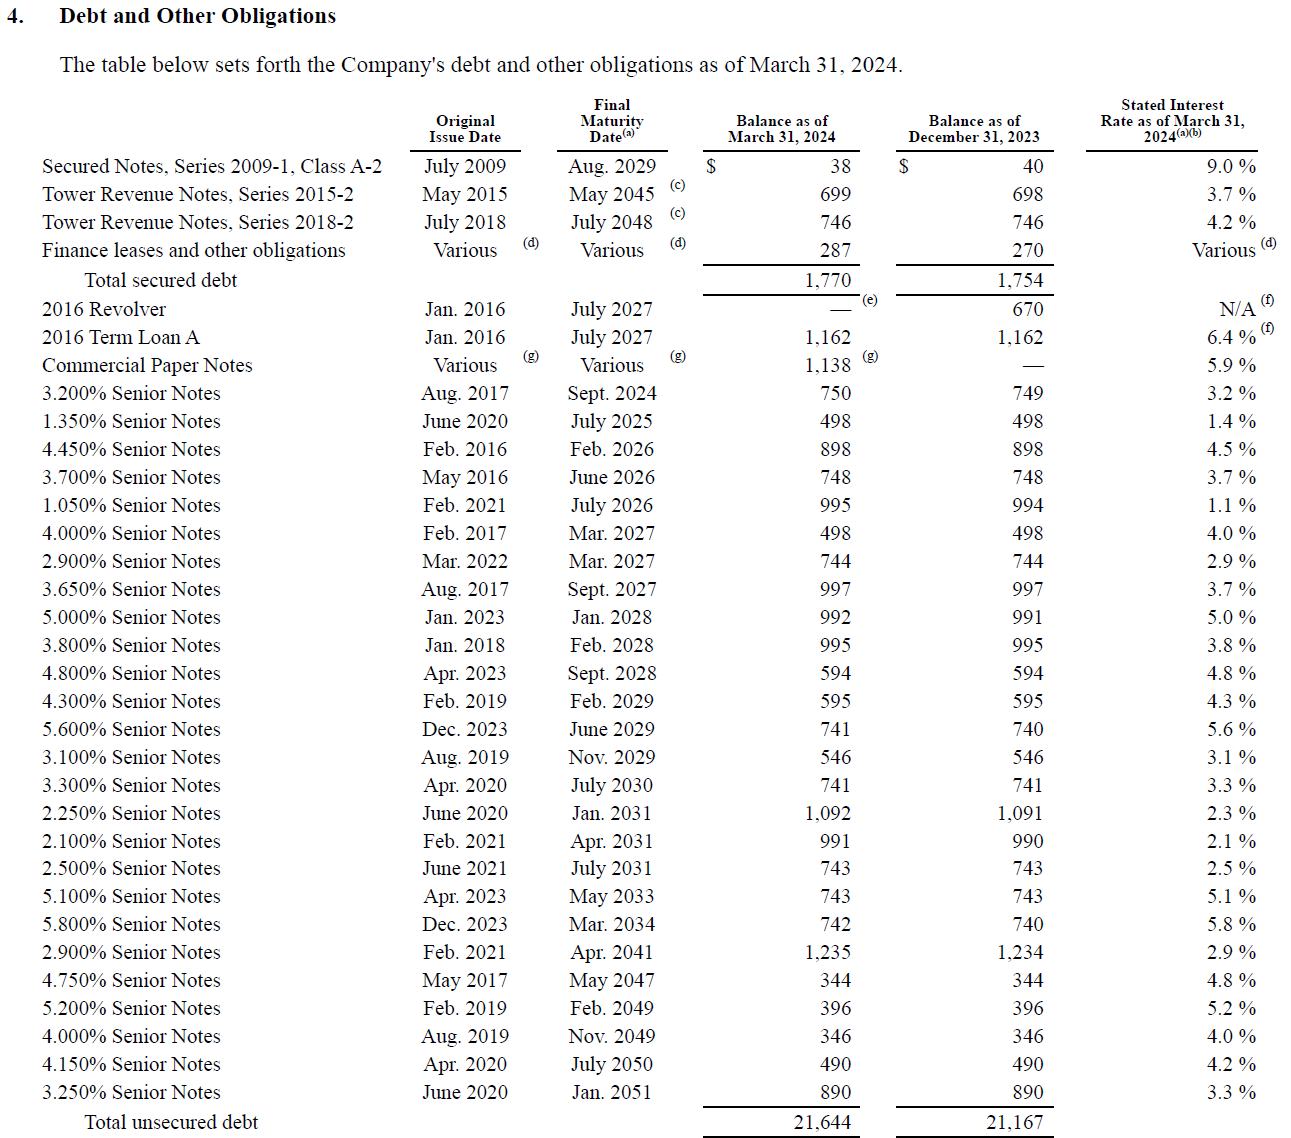 4. Debt and Other Obligations
The table below sets forth the Company's debt and other obligations as of March 31, 2024.
Original Issue Date Final Maturity Date(a) Balance as of March 31, 2024 Balance as of December 31, 2023 Stated Interest Rate as of March 31, 2024(a)(b)
Secured Notes, Series 2009-1, Class A-2 July 2009 Aug. 2029 $ 38 $ 40 9.0 %
Tower Revenue Notes, Series 2015-2 May 2015 May 2045 (c) 699 698 3.7 %
Tower Revenue Notes, Series 2018-2 July 2018 July 2048 (c) 746 746 4.2 %
Finance leases and other obligations Various (d) Various (d) 287 270 Various (d)
Total secured debt 1,770 1,754
2016 Revolver Jan. 2016 July 2027 — (e) 670 N/A (f)
2016 Term Loan A Jan. 2016 July 2027 1,162 1,162 6.4 % (f)
Commercial Paper Notes Various (g) Various (g) 1,138 (g) — 5.9 %
3.200% Senior Notes Aug. 2017 Sept. 2024 750 749 3.2 %
1.350% Senior Notes June 2020 July 2025 498 498 1.4 %
4.450% Senior Notes Feb. 2016 Feb. 2026 898 898 4.5 %
3.700% Senior Notes May 2016 June 2026 748 748 3.7 %
1.050% Senior Notes Feb. 2021 July 2026 995 994 1.1 %
4.000% Senior Notes Feb. 2017 Mar. 2027 498 498 4.0 %
2.900% Senior Notes Mar. 2022 Mar. 2027 744 744 2.9 %
3.650% Senior Notes Aug. 2017 Sept. 2027 997 997 3.7 %
5.000% Senior Notes Jan. 2023 Jan. 2028 992 991 5.0 %
3.800% Senior Notes Jan. 2018 Feb. 2028 995 995 3.8 %
4.800% Senior Notes Apr. 2023 Sept. 2028 594 594 4.8 %
4.300% Senior Notes Feb. 2019 Feb. 2029 595 595 4.3 %
5.600% Senior Notes Dec. 2023 June 2029 741 740 5.6 %
3.100% Senior Notes Aug. 2019 Nov. 2029 546 546 3.1 %
3.300% Senior Notes Apr. 2020 July 2030 741 741 3.3 %
2.250% Senior Notes June 2020 Jan. 2031 1,092 1,091 2.3 %
2.100% Senior Notes Feb. 2021 Apr. 2031 991 990 2.1 %
2.500% Senior Notes June 2021 July 2031 743 743 2.5 %
5.100% Senior Notes Apr. 2023 May 2033 743 743 5.1 %
5.800% Senior Notes Dec. 2023 Mar. 2034 742 740 5.8 %
2.900% Senior Notes Feb. 2021 Apr. 2041 1,235 1,234 2.9 %
4.750% Senior Notes May 2017 May 2047 344 344 4.8 %
5.200% Senior Notes Feb. 2019 Feb. 2049 396 396 5.2 %
4.000% Senior Notes Aug. 2019 Nov. 2049 346 346 4.0 %
4.150% Senior Notes Apr. 2020 July 2050 490 490 4.2 %
3.250% Senior Notes June 2020 Jan. 2051 890 890 3.3 %
Total unsecured debt 21,644 21,167